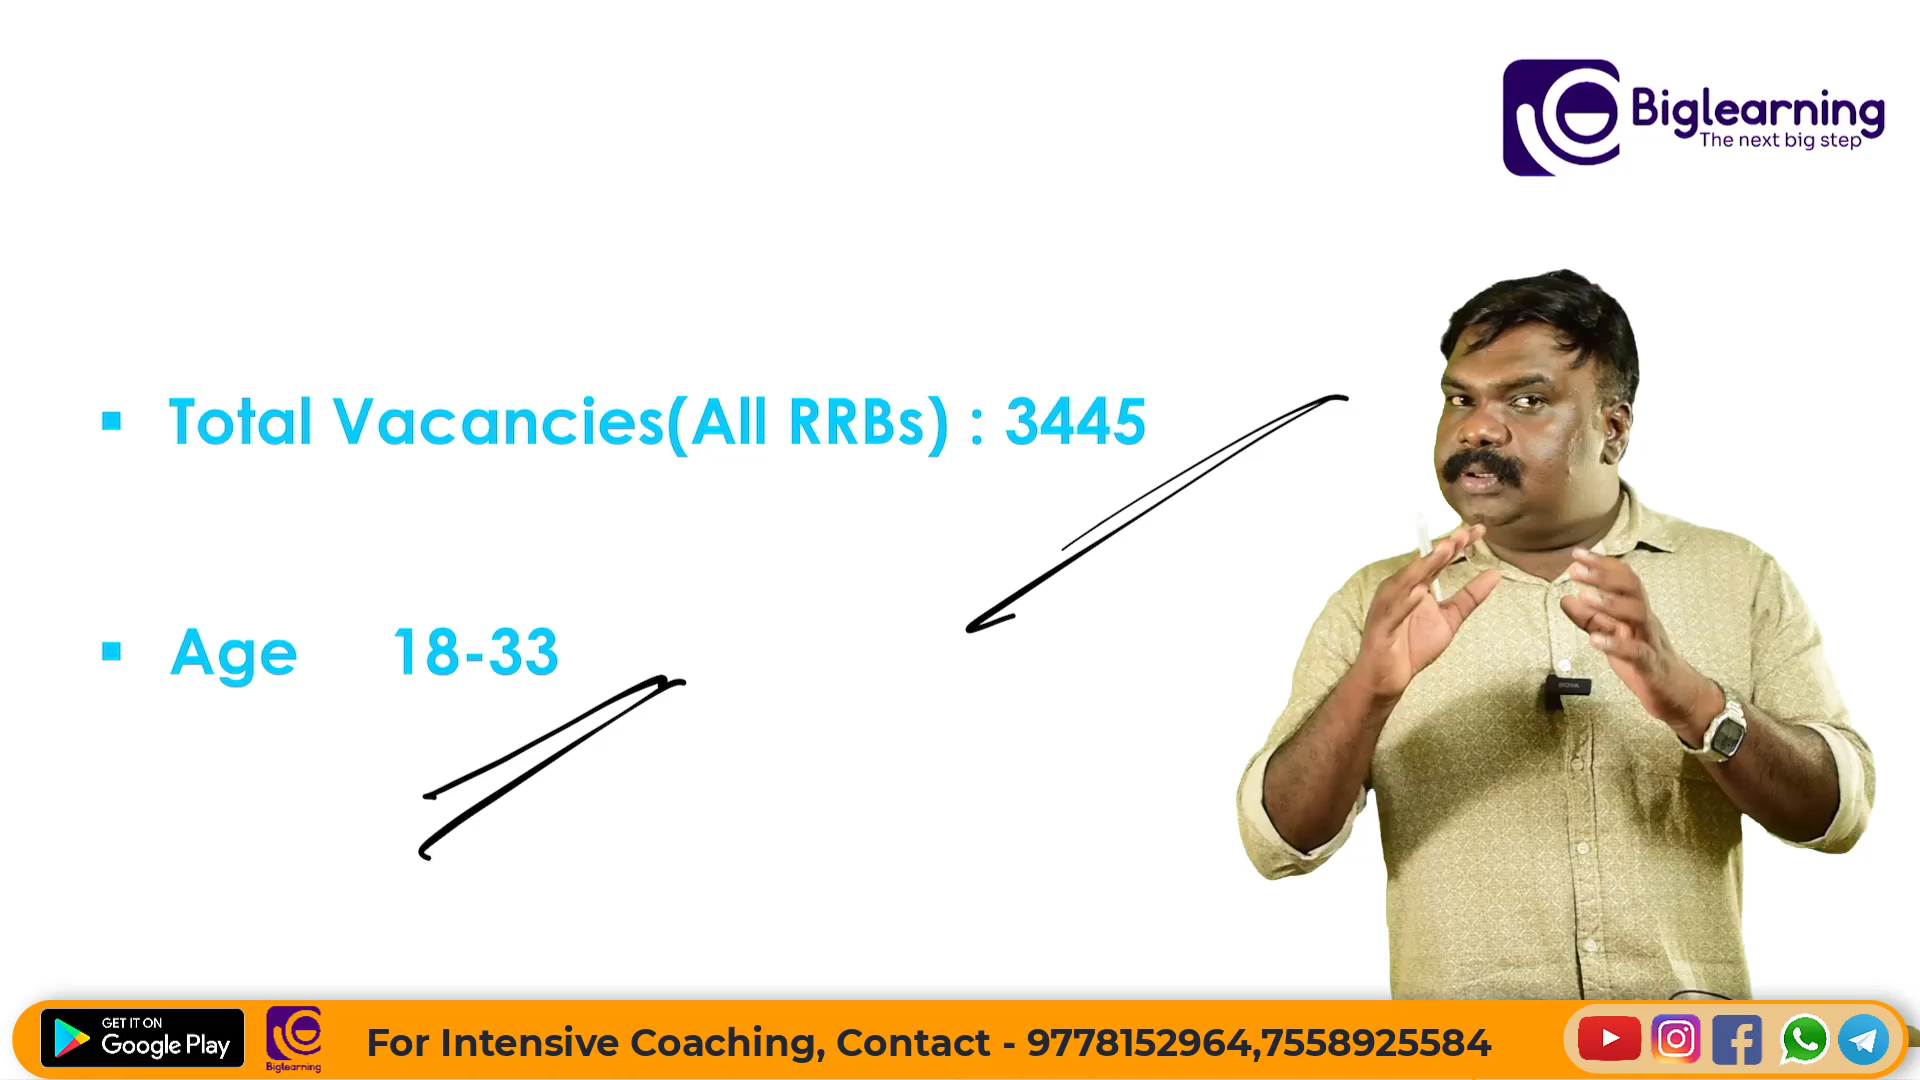 Biglearning
The next big step
▪ Total Vacancies(All RRBs) : 3445
▪ Age 18-33
GET IT ON
Google Play
Biglearning
For Intensive Coaching, Contact - 9778152964,7558925584